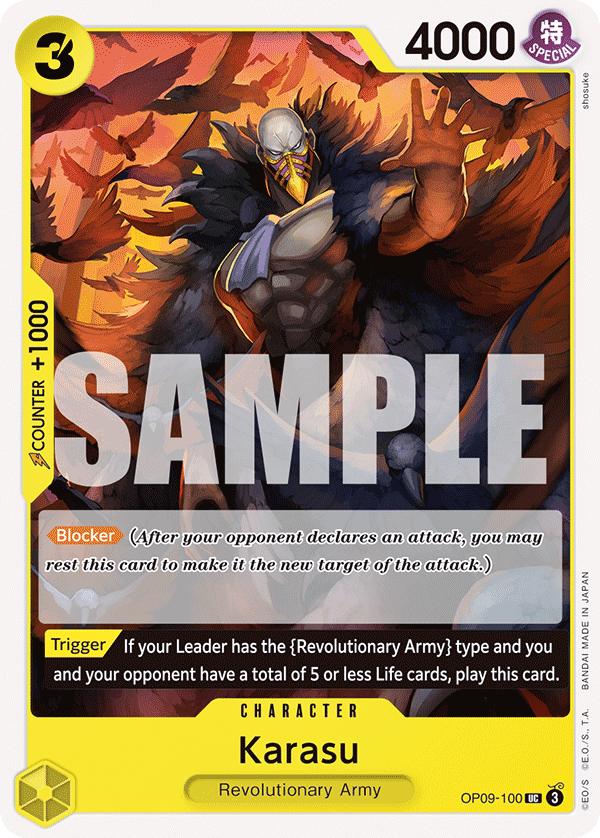 3
4000
特
SPECIAL
shosuke
COUNTER +1000
SAMPLE
Blocker (After your opponent declares an attack, you may
rest this card to make it the new target of the attack.)
Trigger If your Leader has the {Revolutionary Army} type and you
and your opponent have a total of 5 or less Life cards, play this card.
CHARACTER
Karasu
Revolutionary Army
OP09-100 UC 3
©EO/S ©E.O./S., T.A. BANDAI MADE IN JAPAN